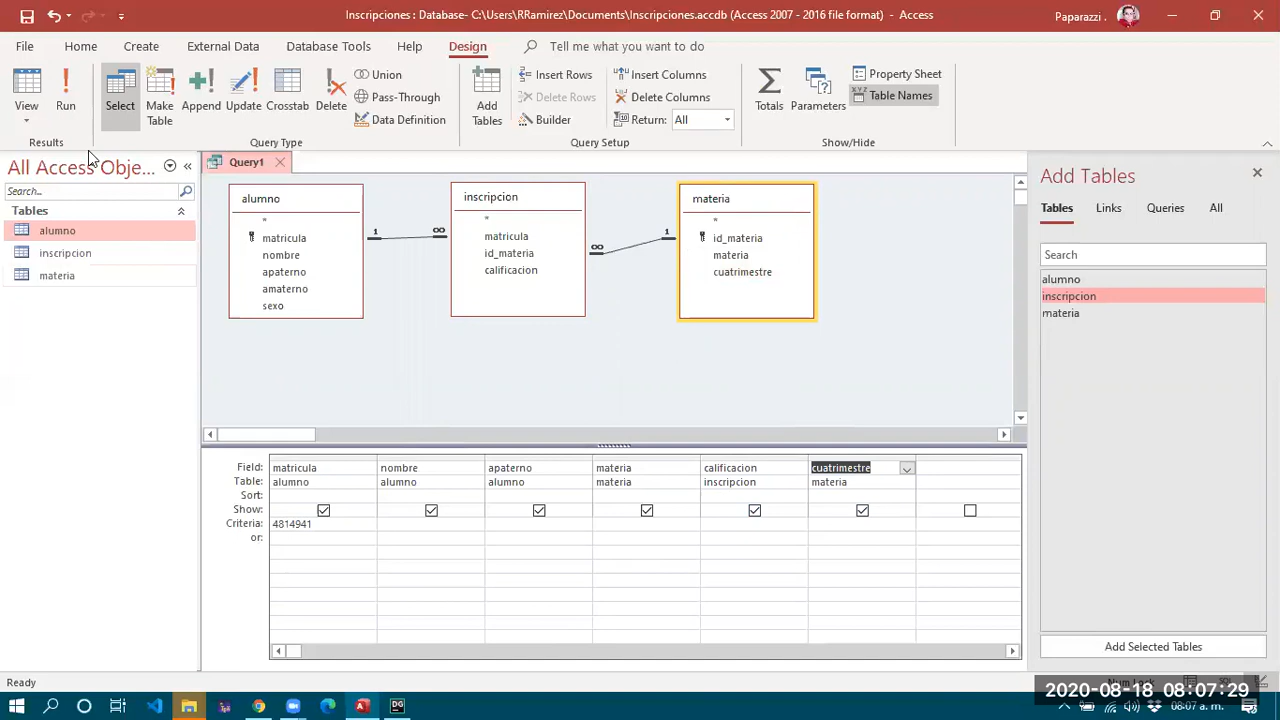 Inscripciones : Database- C:\Users\RRamirez\Documents\Inscripciones.accdb (Access 2007 - 2016 file format) - Access
Paparazzi .
File Home Create External Data Database Tools Help Design Tell me what you want to do
View
Run
Select
Make Table
Append
Update
Crosstab
Delete
Union
Pass-Through
Data Definition
Add Tables
Insert Rows
Delete Rows
Builder
Insert Columns
Delete Columns
Return: All
Totals
Parameters
Property Sheet
XYZ Table Names
Results
Query Type
Query Setup
Show/Hide
All Access Obje...
Search...
Tables
alumno
inscripcion
materia
Query1
alumno
*
matricula
nombre
apaterno
amaterno
sexo
1 ∞
inscripcion
*
matricula
id_materia
calificacion
∞ 1
materia
*
id_materia
materia
cuatrimestre
Field: matricula nombre apaterno materia calificacion cuatrimestre
Table: alumno alumno alumno materia inscripcion materia
Sort:
Show:
Criteria: 4814941
or:
Add Tables
Tables Links Queries All
Search
alumno
inscripcion
materia
Add Selected Tables
Ready
Num Lock
SQL
2020-08-18 08:07:29
DG
08:07 a. m.